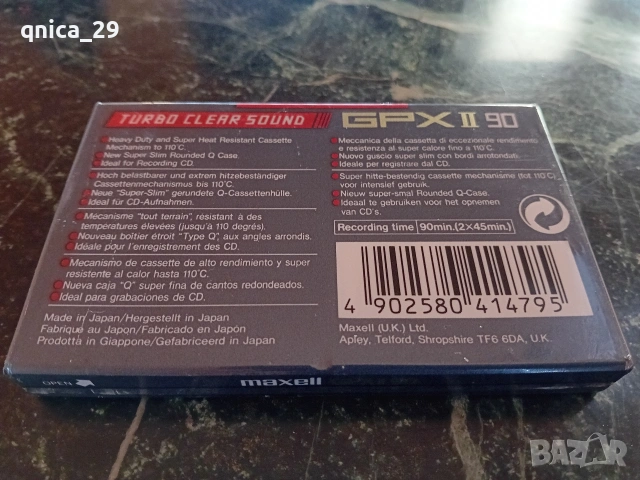 qnica_29
TURBO CLEAR SOUND
GPX II 90
Heavy Duty and Super Heat Resistant Cassette
Mechanism to 110°C.
New Super Slim Rounded Q Case.
Ideal for Recording CD.
Hoch belastbarer und extrem hitzebeständiger
Cassettenmechanismus bis 110°C.
Neue "Super-Slim" gerundete Q-Cassettenhülle.
Ideal für CD-Aufnahmen.
Mécanisme "tout terrain", résistant à des
températures élevées (jusqu'à 110 degrés).
Nouveau boîtier étroit "Type Q", aux angles arrondis.
Idéale pour l'enregistrement des CD.
Mecanismo de cassette de alto rendimiento y super
resistente al calor hasta 110°C.
Nueva caja "Q" super fina de cantos redondeados.
Ideal para grabaciones de CD.
Made in Japan/Hergestellt in Japan
Fabriqué au Japon/Fabricado en Japón
Prodotta in Giappone/Gefabriceerd in Japan
Meccanica della cassetta di eccezionale rendimento
e resistenza al super calore fino a 110°C.
Nuovo guscio super slim con bordi arrotondati.
Ideale per registrare dal CD.
Super hitte-bestendig cassette mechanisme (tot 110°C)
voor intensief gebruik.
Nieuw super-smal Rounded Q-Case.
Ideaal te gebruiken voor het opnemen
van CD's.
Recording time 90min.(2×45min.)
4 902580 414795
Maxell (U.K.) Ltd.
Apley, Telford, Shropshire TF6 6DA, U.K.
OPEN
maxell
BAZAR
bg